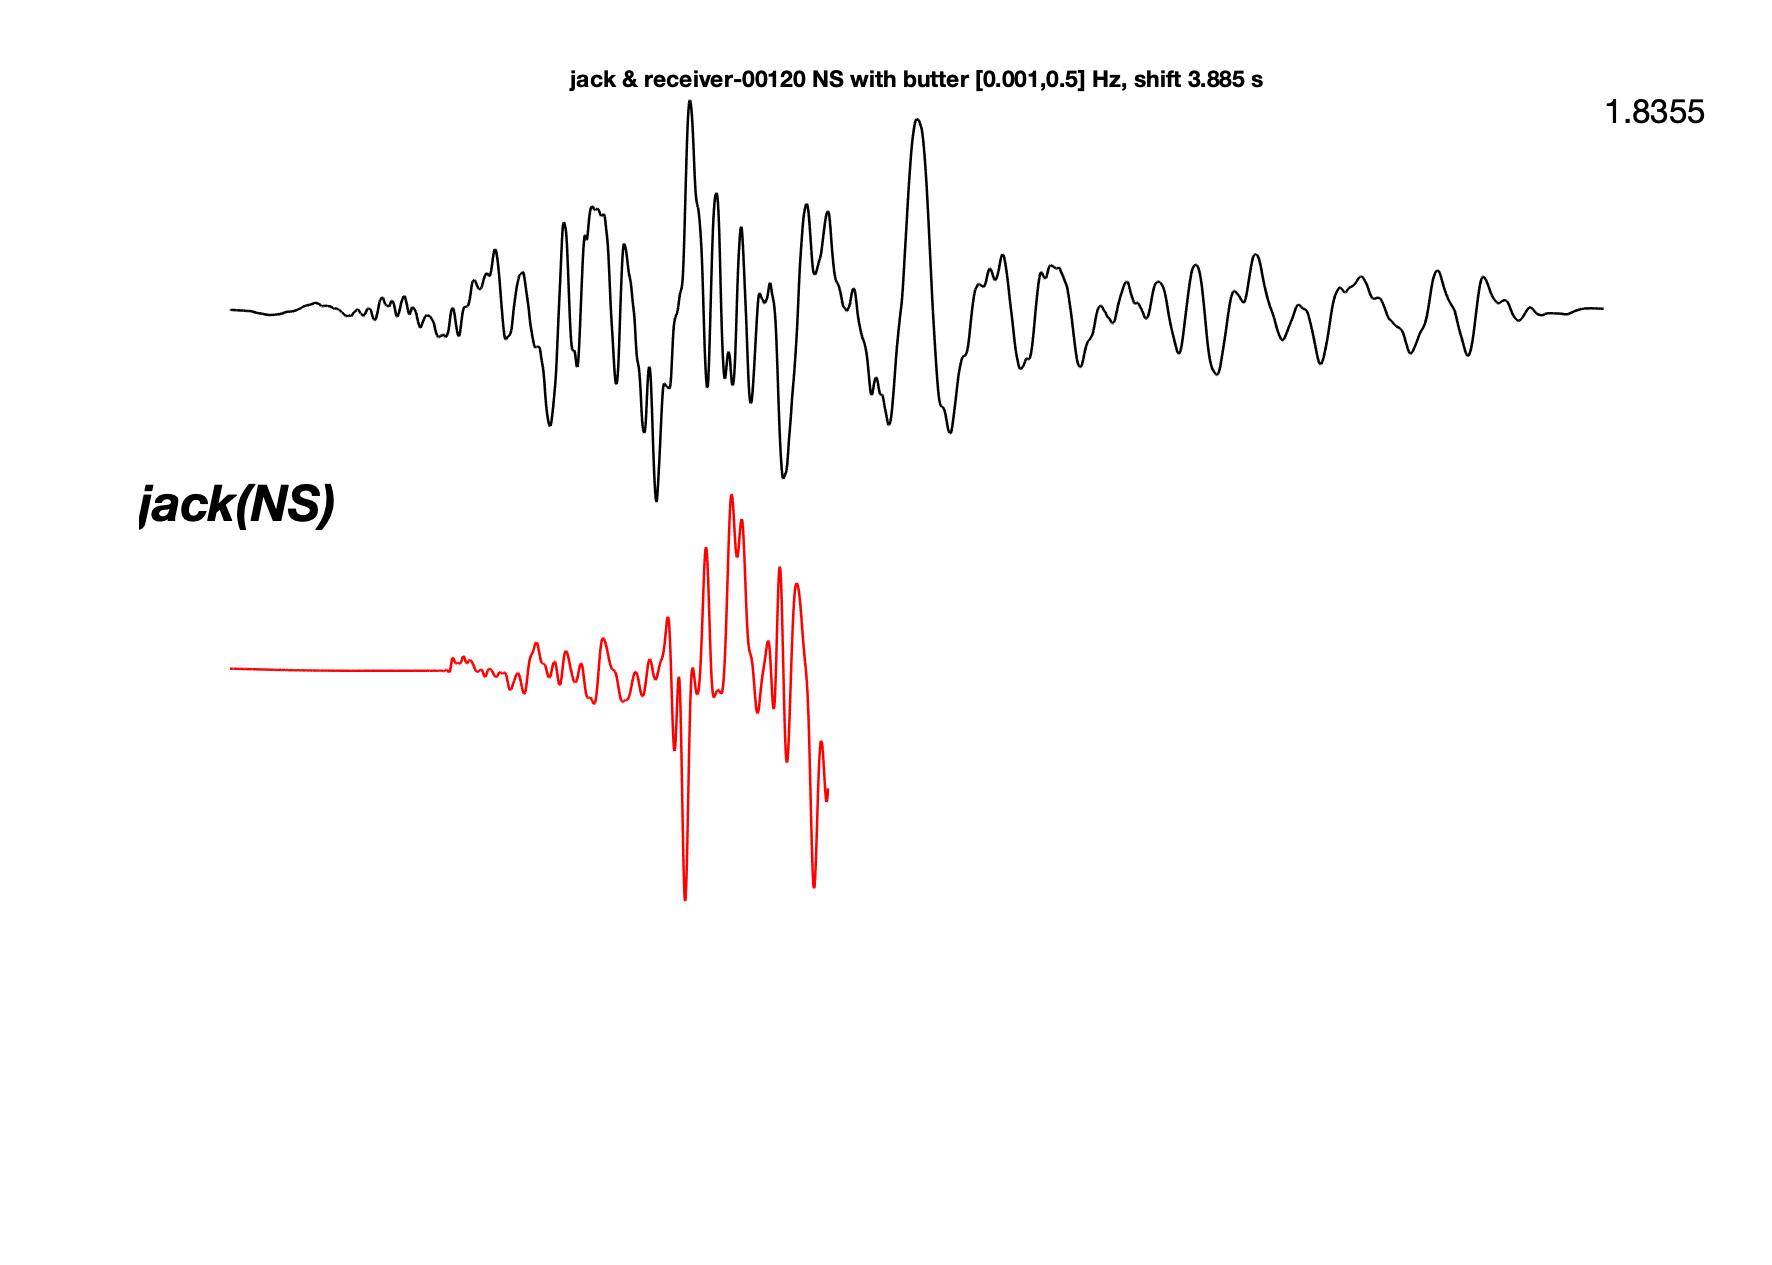 jack & receiver-00120 NS with butter [0.001,0.5] Hz, shift 3.885 s
1.8355
jack(NS)